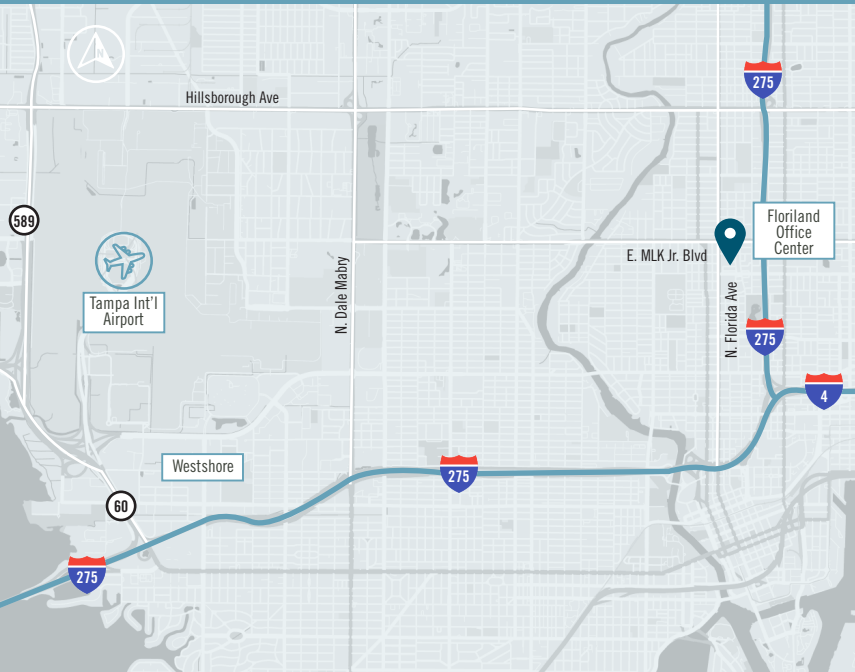 N
275
Hillsborough Ave
589
Floriland
Office
Center
E. MLK Jr. Blvd
Tampa Int'l
Airport
N. Dale Mabry
N. Florida Ave
275
4
Westshore
275
60
275